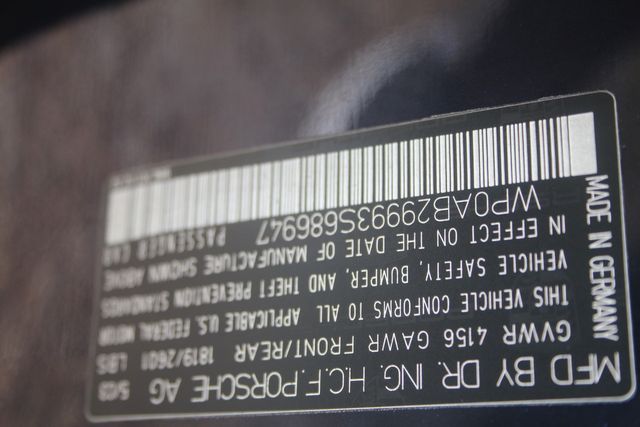 MFD BY DR. ING. H.C.F. PORSCHE AG 5/03
GVWR 4156 GAWR FRONT/REAR 1819/2601 LBS
THIS VEHICLE CONFORMS TO ALL APPLICABLE U.S. FEDERAL MOTOR
VEHICLE SAFETY, BUMPER, AND THEFT PREVENTION STANDARDS
IN EFFECT ON THE DATE OF MANUFACTURE SHOWN ABOVE
WP0AB29993S686947 PASSENGER CAR
MADE IN GERMANY